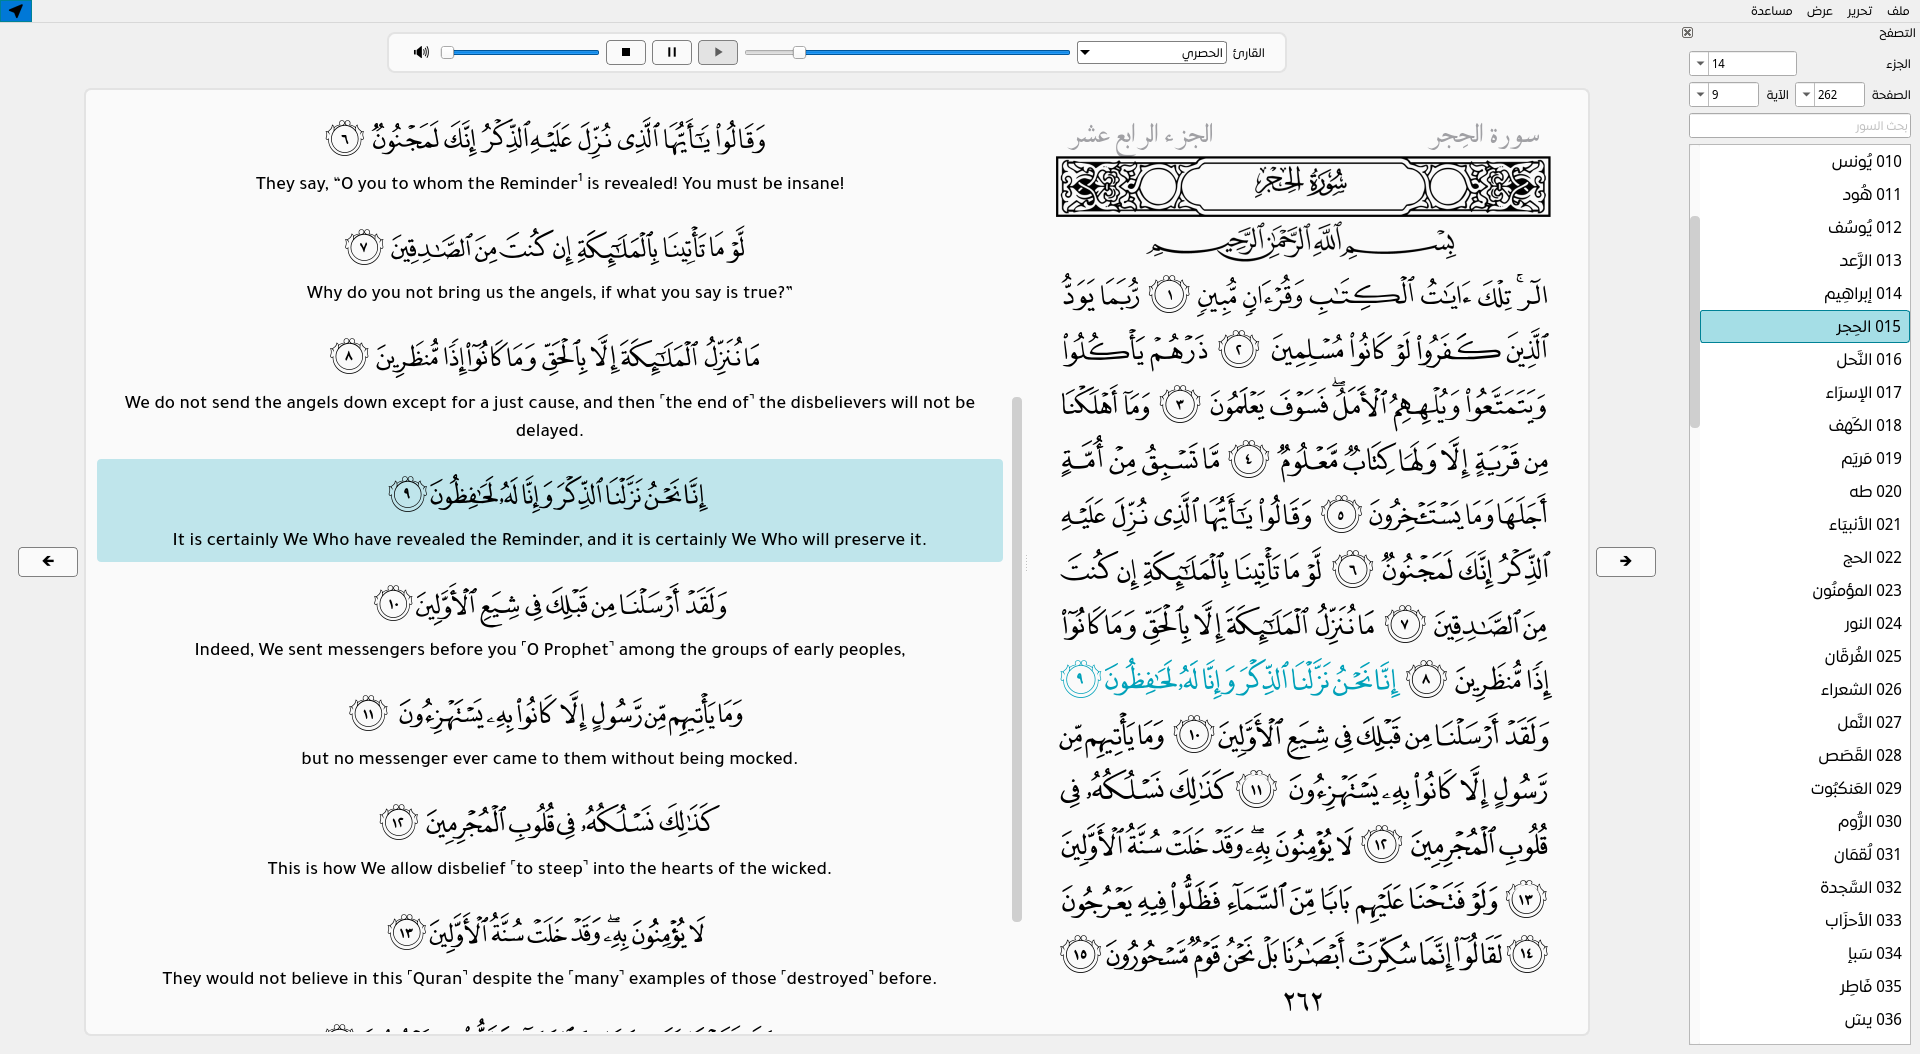 ملف
تحرير
عرض
مساعدة
القارئ
الحصري
التصفح
الجزء
14
الصفحة
262
الآية
9
بحث السور
010 يُونس
011 هُود
012 يُوسُف
013 الرَّعد
014 إبراهِيم
015 الحِجر
016 النَّحل
017 الإسرَاء
018 الكَهف
019 مَريَم
020 طه
021 الأنبيَاء
022 الحج
023 المؤمنُون
024 النور
025 الفُرقَان
026 الشعراء
027 النَّمل
028 القَصَص
029 العَنكبُوت
030 الرُّوم
031 لُقمَان
032 السَّجدة
033 الأحزَاب
034 سَبإ
035 فَاطِر
036 يسٓ
سورة الحِجر
الجزء الرابع عشر
سُورَةُ الحِجْرِ
بِسْمِ ٱللَّهِ ٱلرَّحْمَٰنِ ٱلرَّحِيمِ
الٓرۚ تِلْكَ ءَايَٰتُ ٱلْكِتَٰبِ وَقُرْءَانٍ مُّبِينٍ ١ رُّبَمَا يَوَدُّ
ٱلَّذِينَ كَفَرُوا۟ لَوْ كَانُوا۟ مُسْلِمِينَ ٢ ذَرْهُمْ يَأْكُلُوا۟
وَيَتَمَتَّعُوا۟ وَيُلْهِهِمُ ٱلْأَمَلُۖ فَسَوْفَ يَعْلَمُونَ ٣ وَمَآ أَهْلَكْنَا
مِن قَرْيَةٍ إِلَّا وَلَهَا كِتَابٌ مَّعْلُومٌ ٤ مَّا تَسْبِقُ مِنْ أُمَّةٍ
أَجَلَهَا وَمَا يَسْتَـْٔخِرُونَ ٥ وَقَالُوا۟ يَٰٓأَيُّهَا ٱلَّذِى نُزِّلَ عَلَيْهِ
ٱلذِّكْرُ إِنَّكَ لَمَجْنُونٌ ٦ لَّوْ مَا تَأْتِينَا بِٱلْمَلَٰٓئِكَةِ إِن كُنتَ
مِنَ ٱلصَّٰدِقِينَ ٧ مَا نُنَزِّلُ ٱلْمَلَٰٓئِكَةَ إِلَّا بِٱلْحَقِّ وَمَا كَانُوٓا۟
إِذًا مُّنظَرِينَ ٨ إِنَّا نَحْنُ نَزَّلْنَا ٱلذِّكْرَ وَإِنَّا لَهُۥ لَحَٰفِظُونَ ٩
وَلَقَدْ أَرْسَلْنَا مِن قَبْلِكَ فِى شِيَعِ ٱلْأَوَّلِينَ ١٠ وَمَا يَأْتِيهِم مِّن
رَّسُولٍ إِلَّا كَانُوا۟ بِهِۦ يَسْتَهْزِءُونَ ١١ كَذَٰلِكَ نَسْلُكُهُۥ فِى
قُلُوبِ ٱلْمُجْرِمِينَ ١٢ لَا يُؤْمِنُونَ بِهِۦۖ وَقَدْ خَلَتْ سُنَّةُ ٱلْأَوَّلِينَ
١٣ وَلَوْ فَتَحْنَا عَلَيْهِم بَابًا مِّنَ ٱلسَّمَآءِ فَظَلُّوا۟ فِيهِ يَعْرُجُونَ
١٤ لَقَالُوٓا۟ إِنَّمَا سُكِّرَتْ أَبْصَٰرُنَا بَلْ نَحْنُ قَوْمٌ مَّسْحُورُونَ ١٥
٢٦٢
وَقَالُوا۟ يَٰٓأَيُّهَا ٱلَّذِى نُزِّلَ عَلَيْهِ ٱلذِّكْرُ إِنَّكَ لَمَجْنُونٌ ٦
They say, “O you to whom the Reminder¹ is revealed! You must be insane!
لَّوْ مَا تَأْتِينَا بِٱلْمَلَٰٓئِكَةِ إِن كُنتَ مِنَ ٱلصَّٰدِقِينَ ٧
Why do you not bring us the angels, if what you say is true?”
مَا نُنَزِّلُ ٱلْمَلَٰٓئِكَةَ إِلَّا بِٱلْحَقِّ وَمَا كَانُوٓا۟ إِذًا مُّنظَرِينَ ٨
We do not send the angels down except for a just cause, and then ˹the end of˺ the disbelievers will not be
delayed.
إِنَّا نَحْنُ نَزَّلْنَا ٱلذِّكْرَ وَإِنَّا لَهُۥ لَحَٰفِظُونَ ٩
It is certainly We Who have revealed the Reminder, and it is certainly We Who will preserve it.
وَلَقَدْ أَرْسَلْنَا مِن قَبْلِكَ فِى شِيَعِ ٱلْأَوَّلِينَ ١٠
Indeed, We sent messengers before you ˹O Prophet˺ among the groups of early peoples,
وَمَا يَأْتِيهِم مِّن رَّسُولٍ إِلَّا كَانُوا۟ بِهِۦ يَسْتَهْزِءُونَ ١١
but no messenger ever came to them without being mocked.
كَذَٰلِكَ نَسْلُكُهُۥ فِى قُلُوبِ ٱلْمُجْرِمِينَ ١٢
This is how We allow disbelief ˹to steep˺ into the hearts of the wicked.
لَا يُؤْمِنُونَ بِهِۦۖ وَقَدْ خَلَتْ سُنَّةُ ٱلْأَوَّلِينَ ١٣
They would not believe in this ˹Quran˺ despite the ˹many˺ examples of those ˹destroyed˺ before.